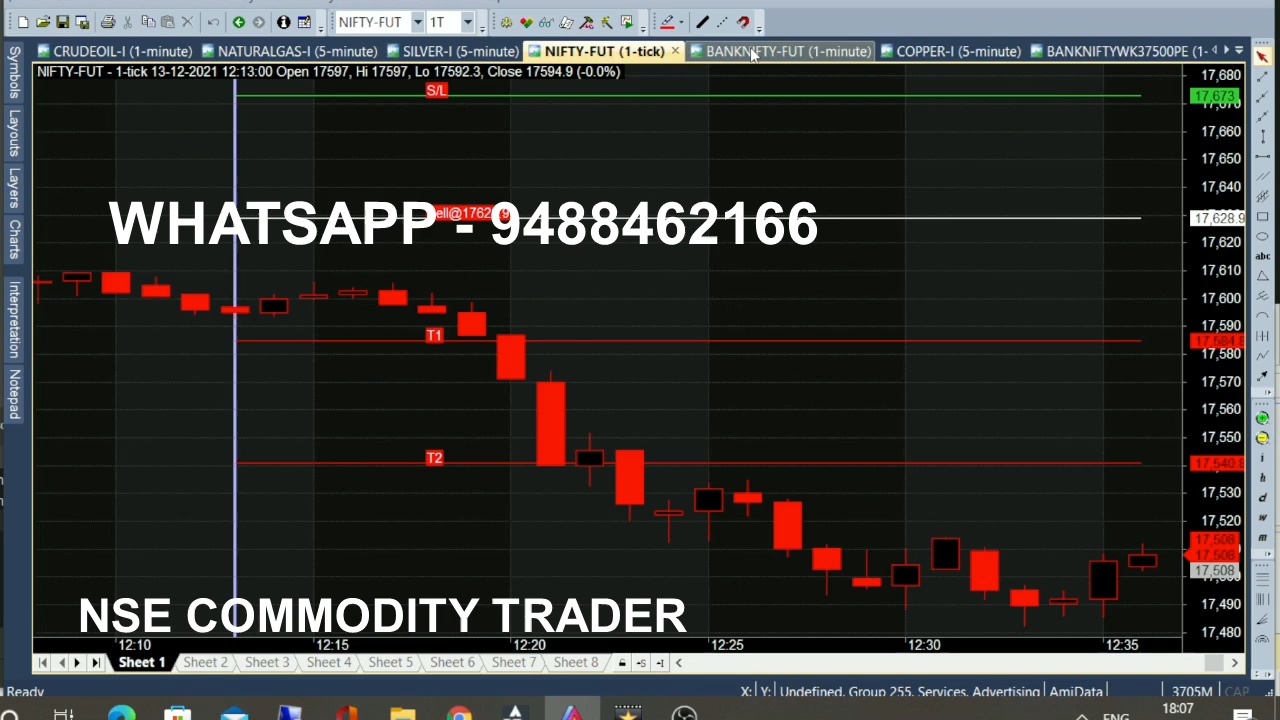 NIFTY-FUT 1T
CRUDEOIL-I (1-minute) NATURALGAS-I (5-minute) SILVER-I (5-minute) NIFTY-FUT (1-tick) BANKNIFTY-FUT (1-minute) COPPER-I (5-minute) BANKNIFTYWK37500PE (1-
NIFTY-FUT - 1-tick 13-12-2021 12:13:00 Open 17597, Hi 17597, Lo 17592.3, Close 17594.9 (-0.0%)
Symbols
Layouts
Layers
Charts
Interpretation
Notepad
S/L
WHATSAPP - 9488462166
T1
T2
NSE COMMODITY TRADER
17,680
17,673
17,670
17,660
17,650
17,640
17,628.9
17,620
17,610
17,600
17,590
17,580
17,570
17,560
17,550
17,530
17,520
17,508
17,508
17,508
17,490
17,480
abc
i
h
d
w
m
12:10 12:15 12:20 12:25 12:30 12:35
Sheet 1 Sheet 2 Sheet 3 Sheet 4 Sheet 5 Sheet 6 Sheet 7 Sheet 8
Ready X: Y: Undefined, Group 255, Services, Advertising AmiData 3705M CAP
ENG 18:07